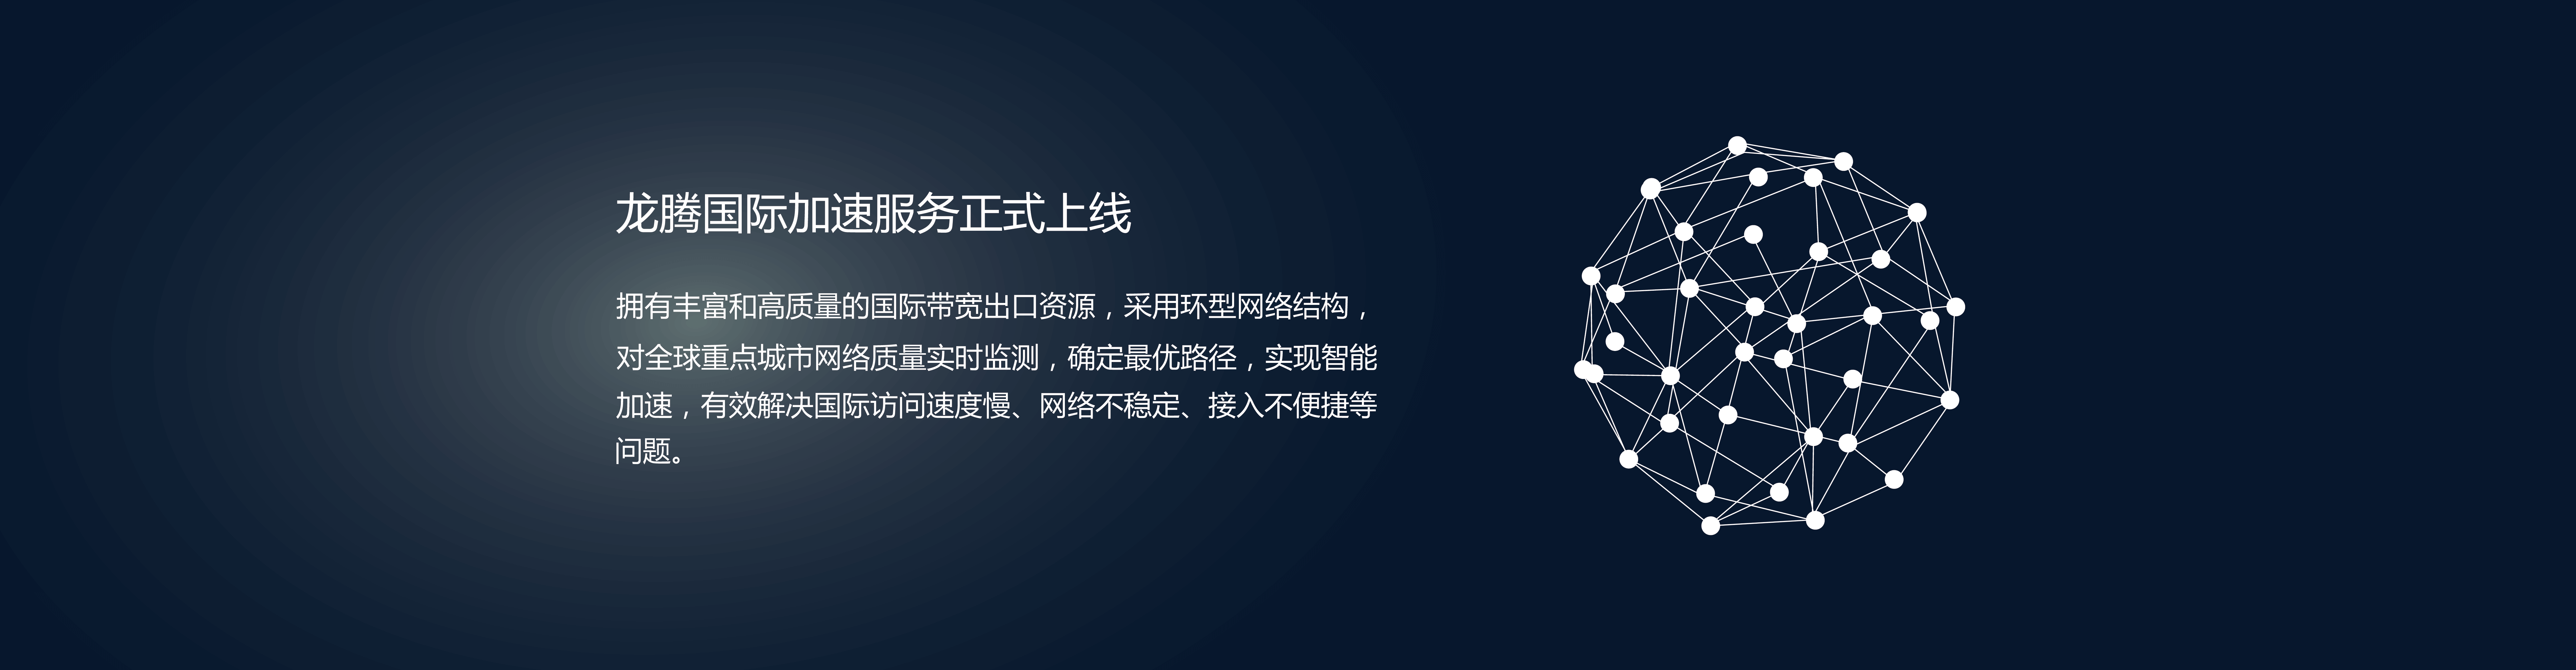 龙腾国际加速服务正式上线
拥有丰富和高质量的国际带宽出口资源，采用环型网络结构，
对全球重点城市网络质量实时监测，确定最优路径，实现智能
加速，有效解决国际访问速度慢、网络不稳定、接入不便捷等
问题。